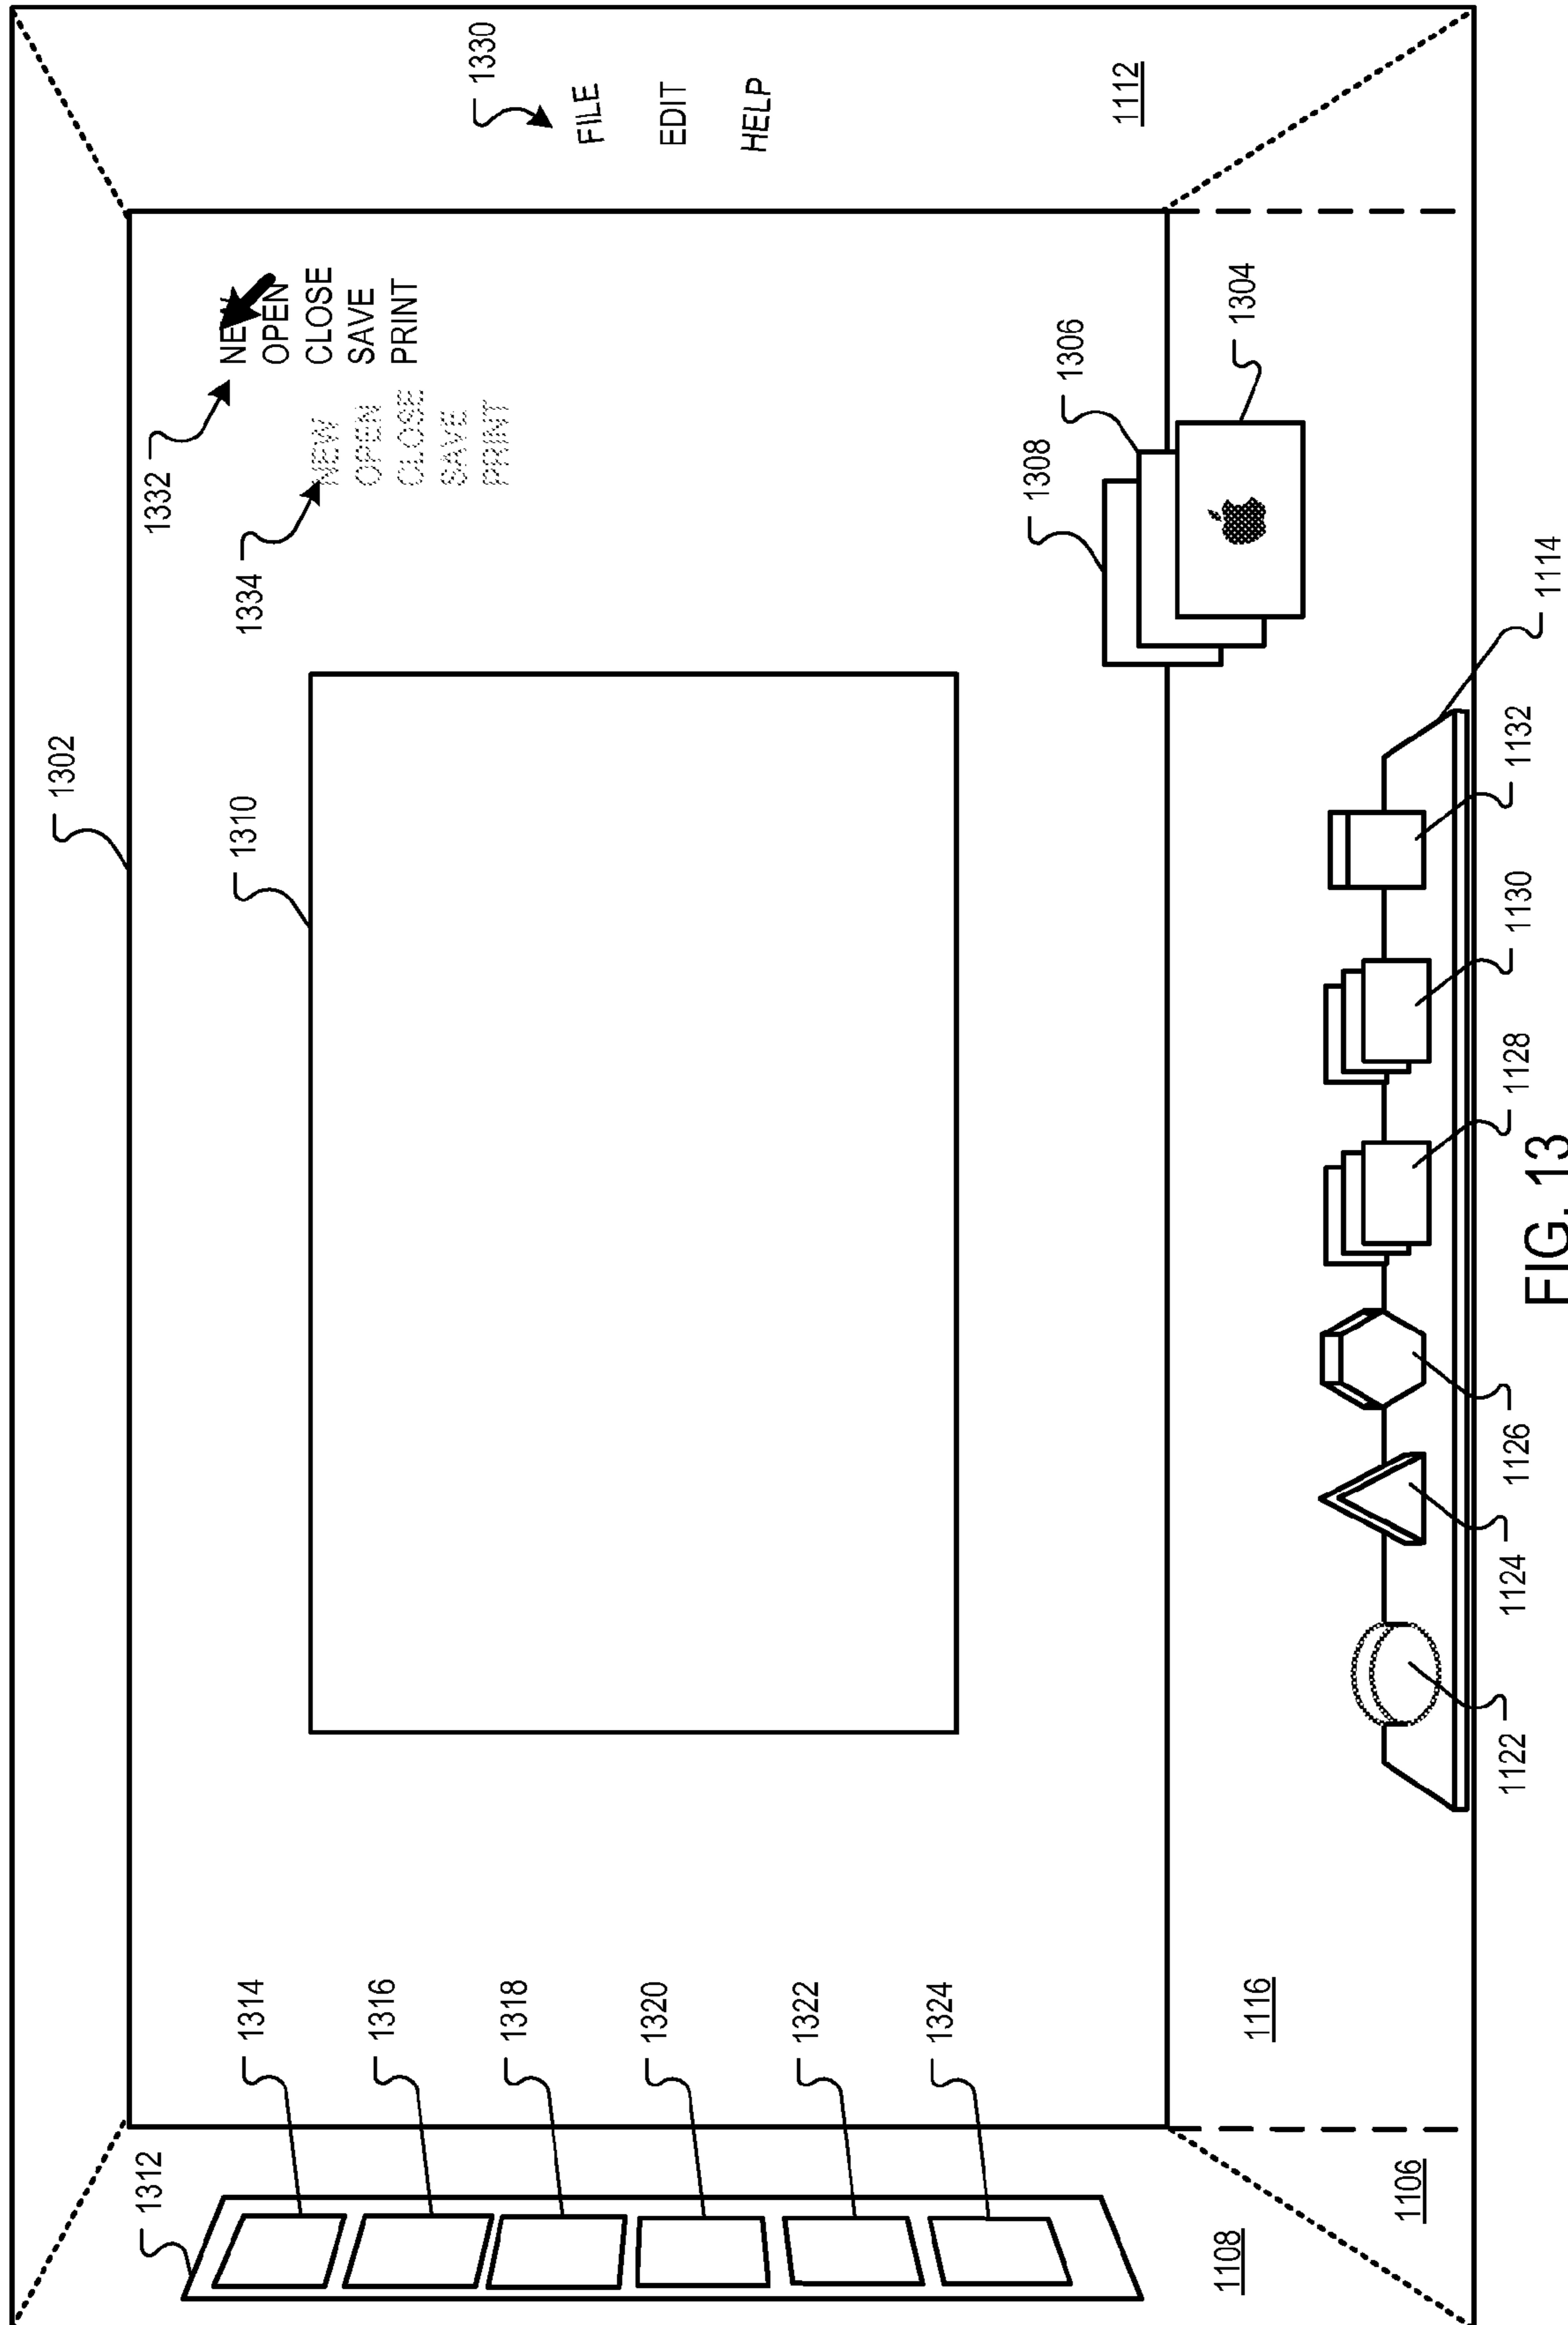 1302
1330
FILE
EDIT
HELP
1112
1332
NEW
OPEN
CLOSE
SAVE
PRINT
1334
NEW
OPEN
CLOSE
SAVE
PRINT
1310
1312
1314
1316
1318
1320
1322
1324
1308
1306
1304
1108
1106
1116
1114
1122
1124
1126
1128
1130
1132
FIG. 13